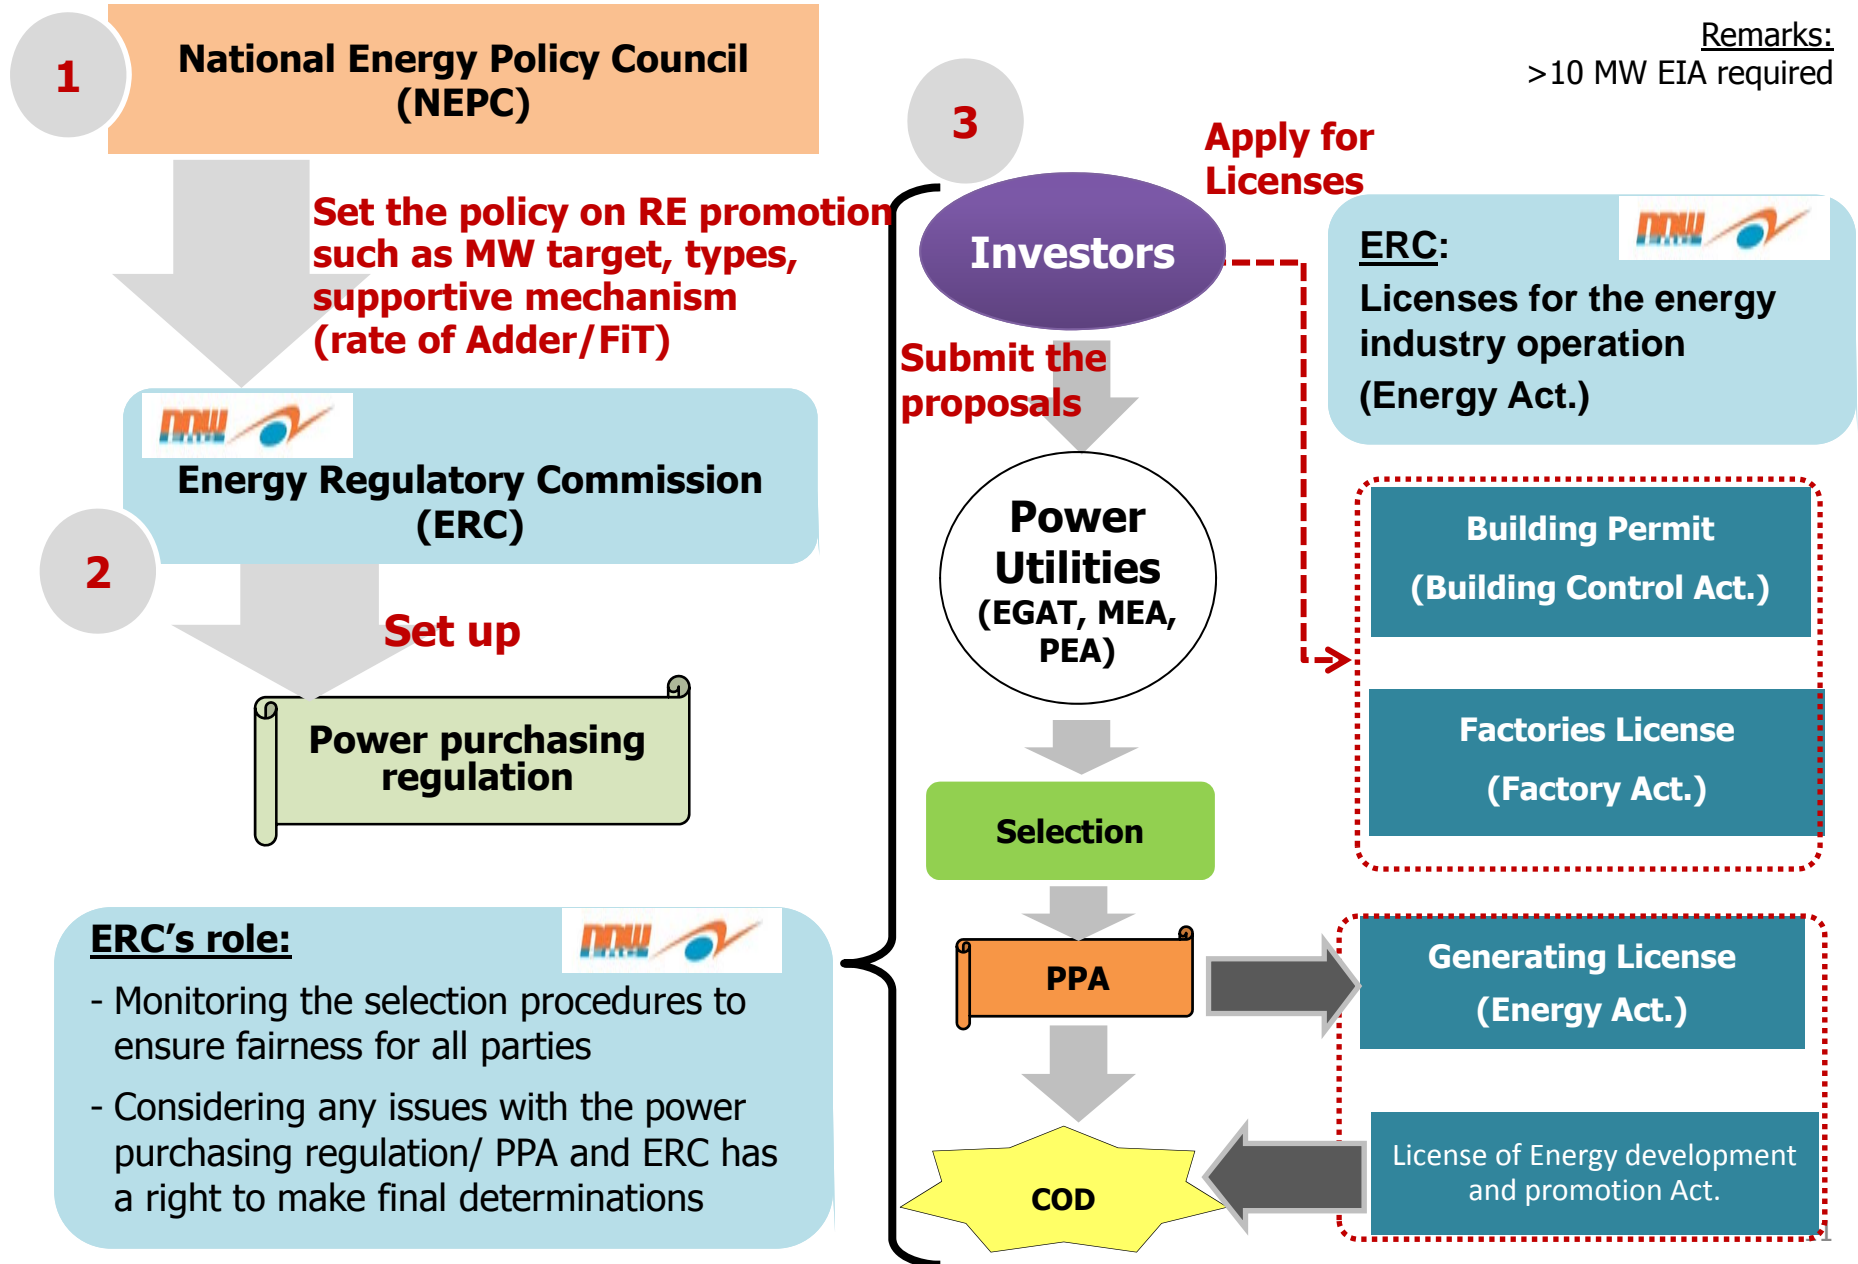 1
National Energy Policy Council
(NEPC)
Set the policy on RE promotion
such as MW target, types,
supportive mechanism
(rate of Adder/FiT)
Energy Regulatory Commission
(ERC)
2
Set up
Power purchasing
regulation
ERC's role:
- Monitoring the selection procedures to
ensure fairness for all parties
- Considering any issues with the power
purchasing regulation/ PPA and ERC has
a right to make final determinations
3
Investors
Submit the
proposals
Power
Utilities
(EGAT, MEA,
PEA)
Selection
PPA
COD
Remarks:
>10 MW EIA required
Apply for
Licenses
ERC:
Licenses for the energy
industry operation
(Energy Act.)
Building Permit
(Building Control Act.)
Factories License
(Factory Act.)
Generating License
(Energy Act.)
License of Energy development
and promotion Act.